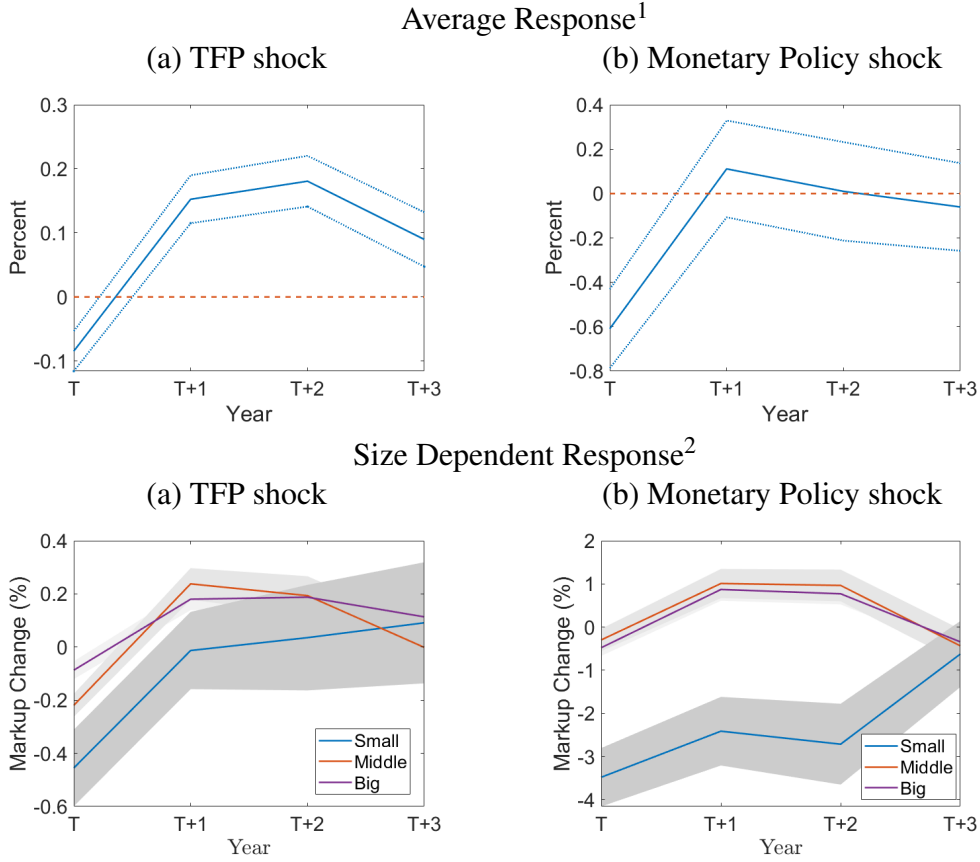 Average Response1
(a) TFP shock
(b) Monetary Policy shock
0.3
0.2
0.1
0
-0.1
Percent
T T+1 T+2 T+3
Year
0.4
0.2
0
-0.2
-0.4
-0.6
-0.8
Percent
T T+1 T+2 T+3
Year
Size Dependent Response2
(a) TFP shock
(b) Monetary Policy shock
0.4
0.2
0
-0.2
-0.4
-0.6
Markup Change (%)
Small
Middle
Big
T T+1 T+2 T+3
Year
2
1
0
-1
-2
-3
-4
Markup Change (%)
Small
Middle
Big
T T+1 T+2 T+3
Year